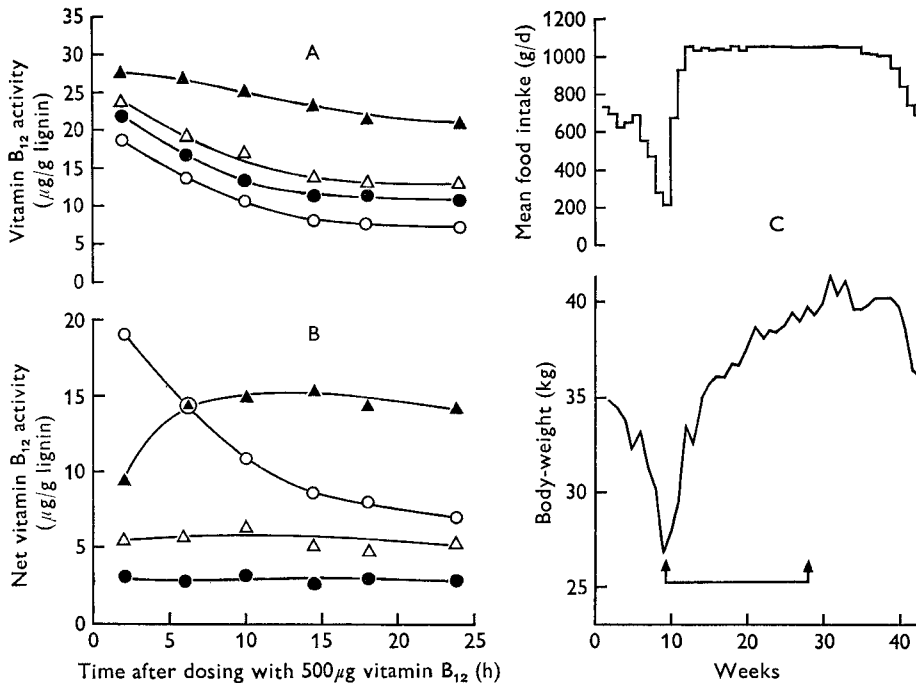 35
30
25
20
15
10
5
0
Vitamin B₁₂ activity
(μg/g lignin)
A
20
15
10
5
0
Net vitamin B₁₂ activity
(μg/g lignin)
B
0 5 10 15 20 25
Time after dosing with 500μg vitamin B₁₂ (h)
1200
1000
800
600
400
200
0
Mean food intake (g/d)
C
40
35
30
25
Body-weight (kg)
0 10 20 30 40
Weeks